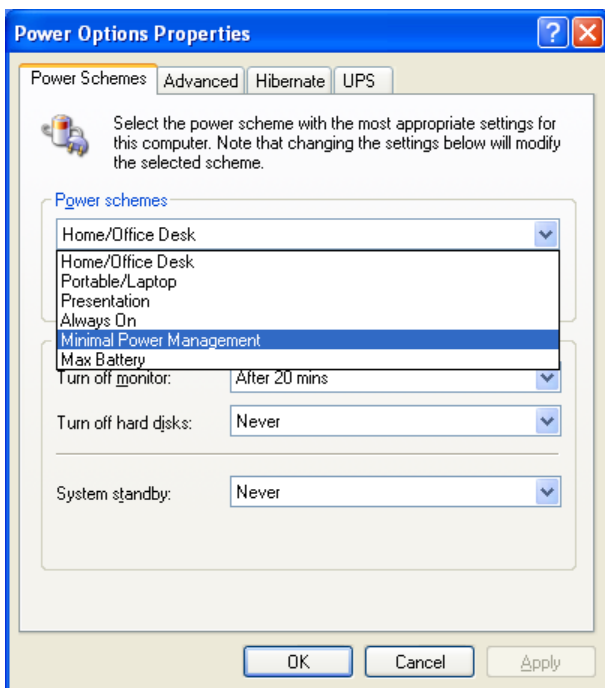 Power Options Properties
Power Schemes
Advanced
Hibernate
UPS
Select the power scheme with the most appropriate settings for
this computer. Note that changing the settings below will modify
the selected scheme.
Power schemes
Home/Office Desk
Home/Office Desk
Portable/Laptop
Presentation
Always On
Minimal Power Management
Max Battery
Turn off monitor: After 20 mins
Turn off hard disks: Never
System standby: Never
OK
Cancel
Apply